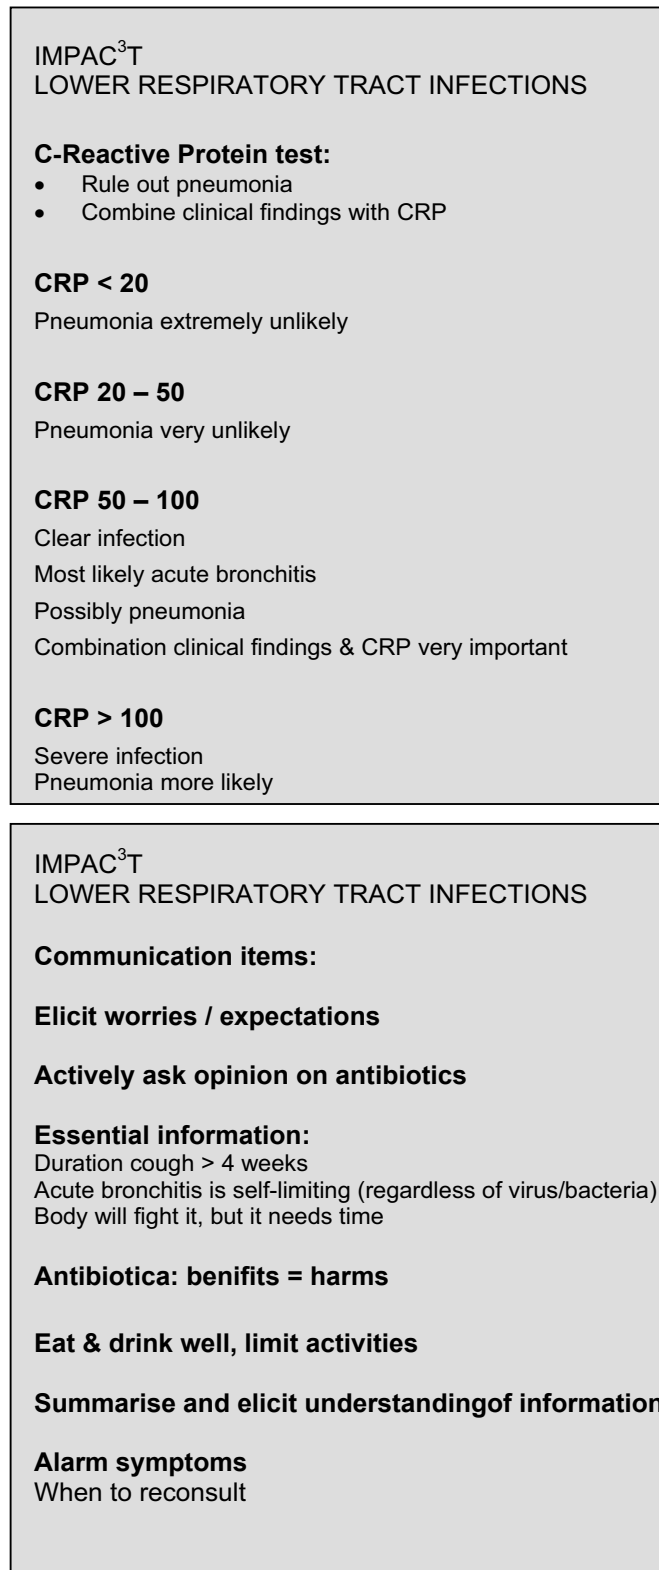 IMPAC³T
LOWER RESPIRATORY TRACT INFECTIONS
C-Reactive Protein test:
• Rule out pneumonia
• Combine clinical findings with CRP
CRP < 20
Pneumonia extremely unlikely
CRP 20 – 50
Pneumonia very unlikely
CRP 50 – 100
Clear infection
Most likely acute bronchitis
Possibly pneumonia
Combination clinical findings & CRP very important
CRP > 100
Severe infection
Pneumonia more likely
IMPAC³T
LOWER RESPIRATORY TRACT INFECTIONS
Communication items:
Elicit worries / expectations
Actively ask opinion on antibiotics
Essential information:
Duration cough > 4 weeks
Acute bronchitis is self-limiting (regardless of virus/bacteria)
Body will fight it, but it needs time
Antibiotica: benifits = harms
Eat & drink well, limit activities
Summarise and elicit understandingof information
Alarm symptoms
When to reconsult